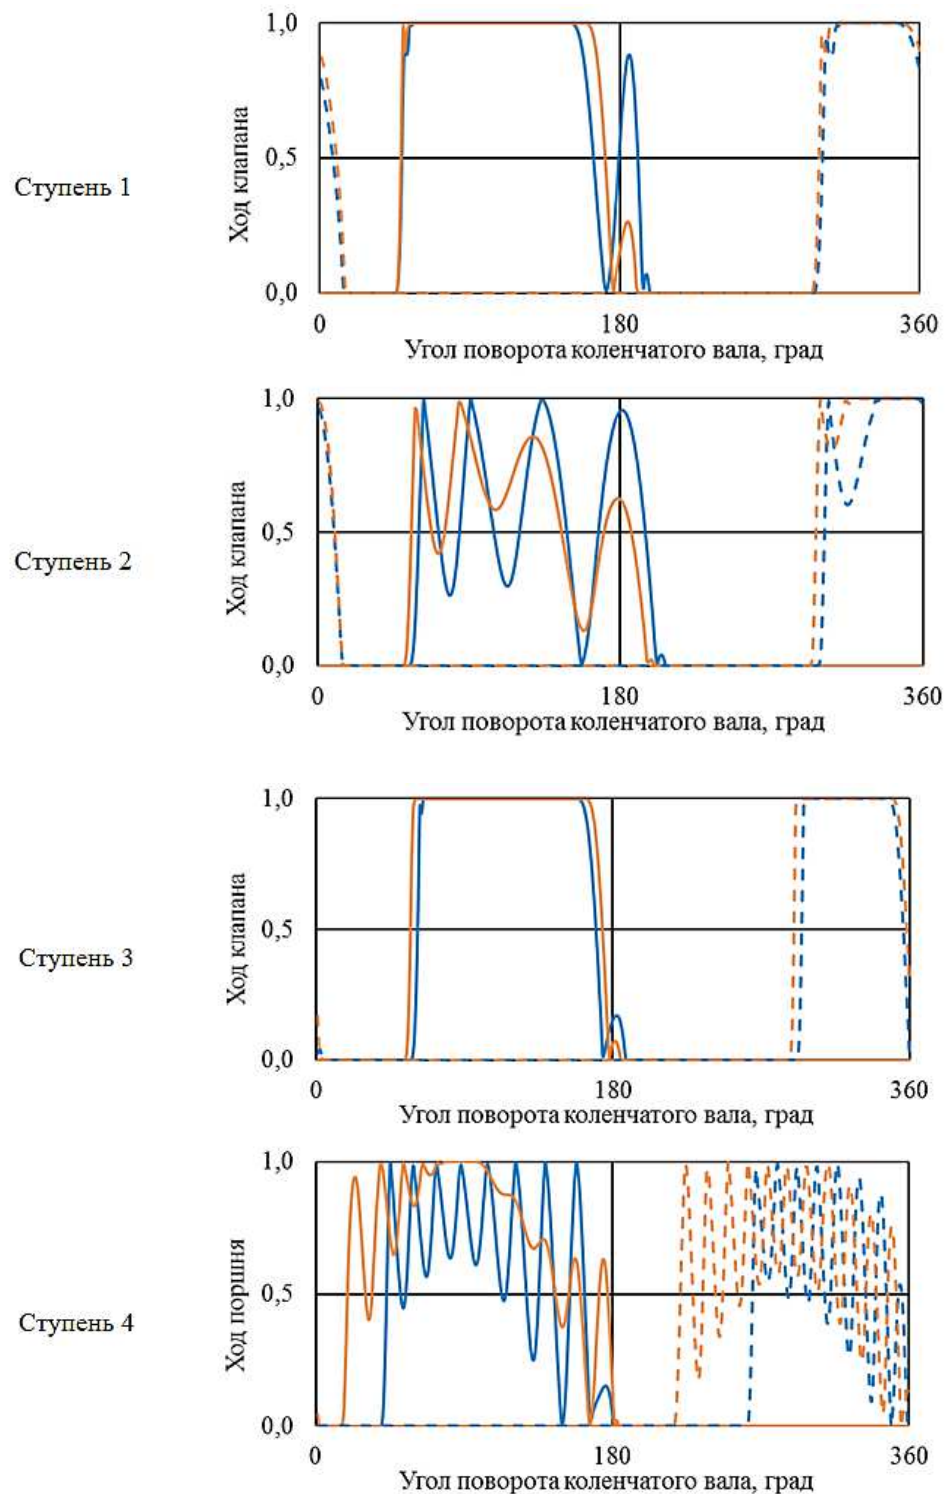 Ступень 1
Ход клапана
1,0
0,5
0,0
0 180 360
Угол поворота коленчатого вала, град
Ступень 2
Ход клапана
1,0
0,5
0,0
0 180 360
Угол поворота коленчатого вала, град
Ступень 3
Ход клапана
1,0
0,5
0,0
0 180 360
Угол поворота коленчатого вала, град
Ступень 4
Ход поршня
1,0
0,5
0,0
0 180 360
Угол поворота коленчатого вала, град